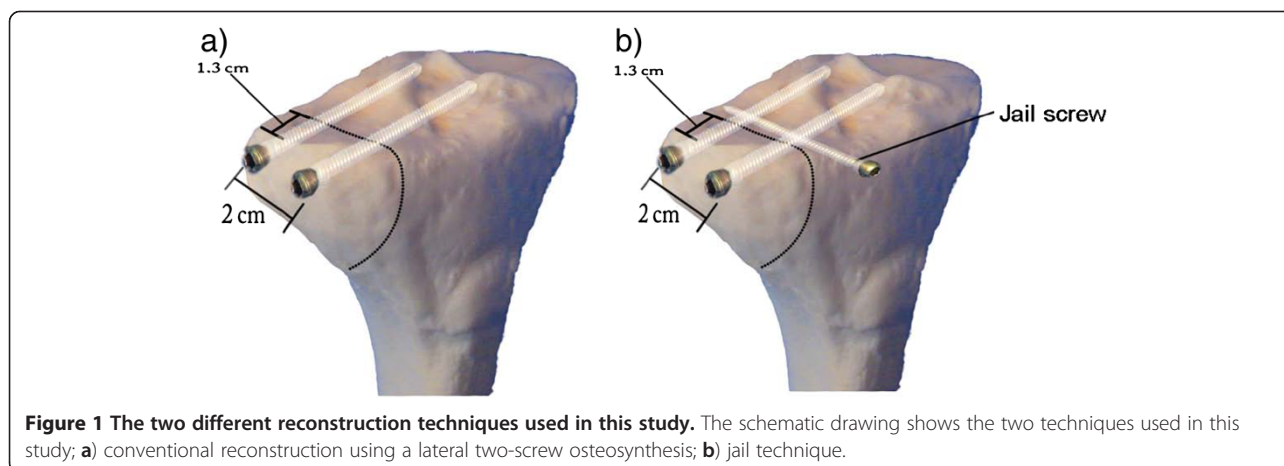 a)
1.3 cm
2 cm
b)
1.3 cm
Jail screw
2 cm
Figure 1 The two different reconstruction techniques used in this study. The schematic drawing shows the two techniques used in this
study; a) conventional reconstruction using a lateral two-screw osteosynthesis; b) jail technique.